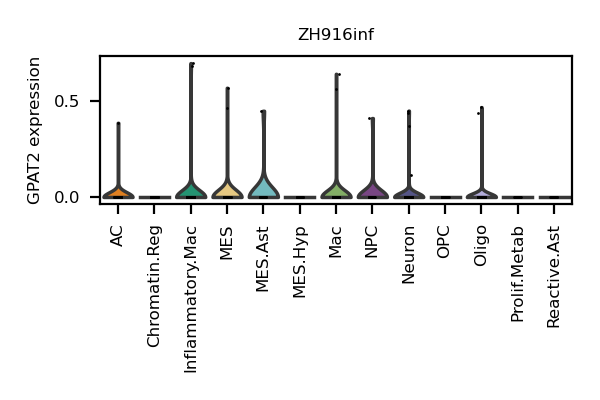 ZH916inf
GPAT2 expression
0.5
0.0
AC
Chromatin.Reg
Inflammatory.Mac
MES
MES.Ast
MES.Hyp
Mac
NPC
Neuron
OPC
Oligo
Prolif.Metab
Reactive.Ast